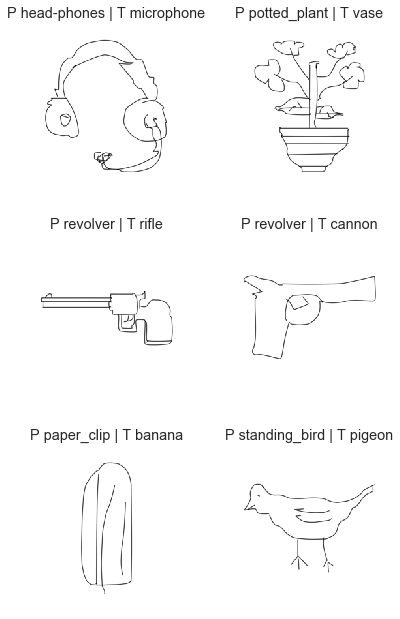 P head-phones | T microphone
P potted_plant | T vase
P revolver | T rifle
P revolver | T cannon
P paper_clip | T banana
P standing_bird | T pigeon